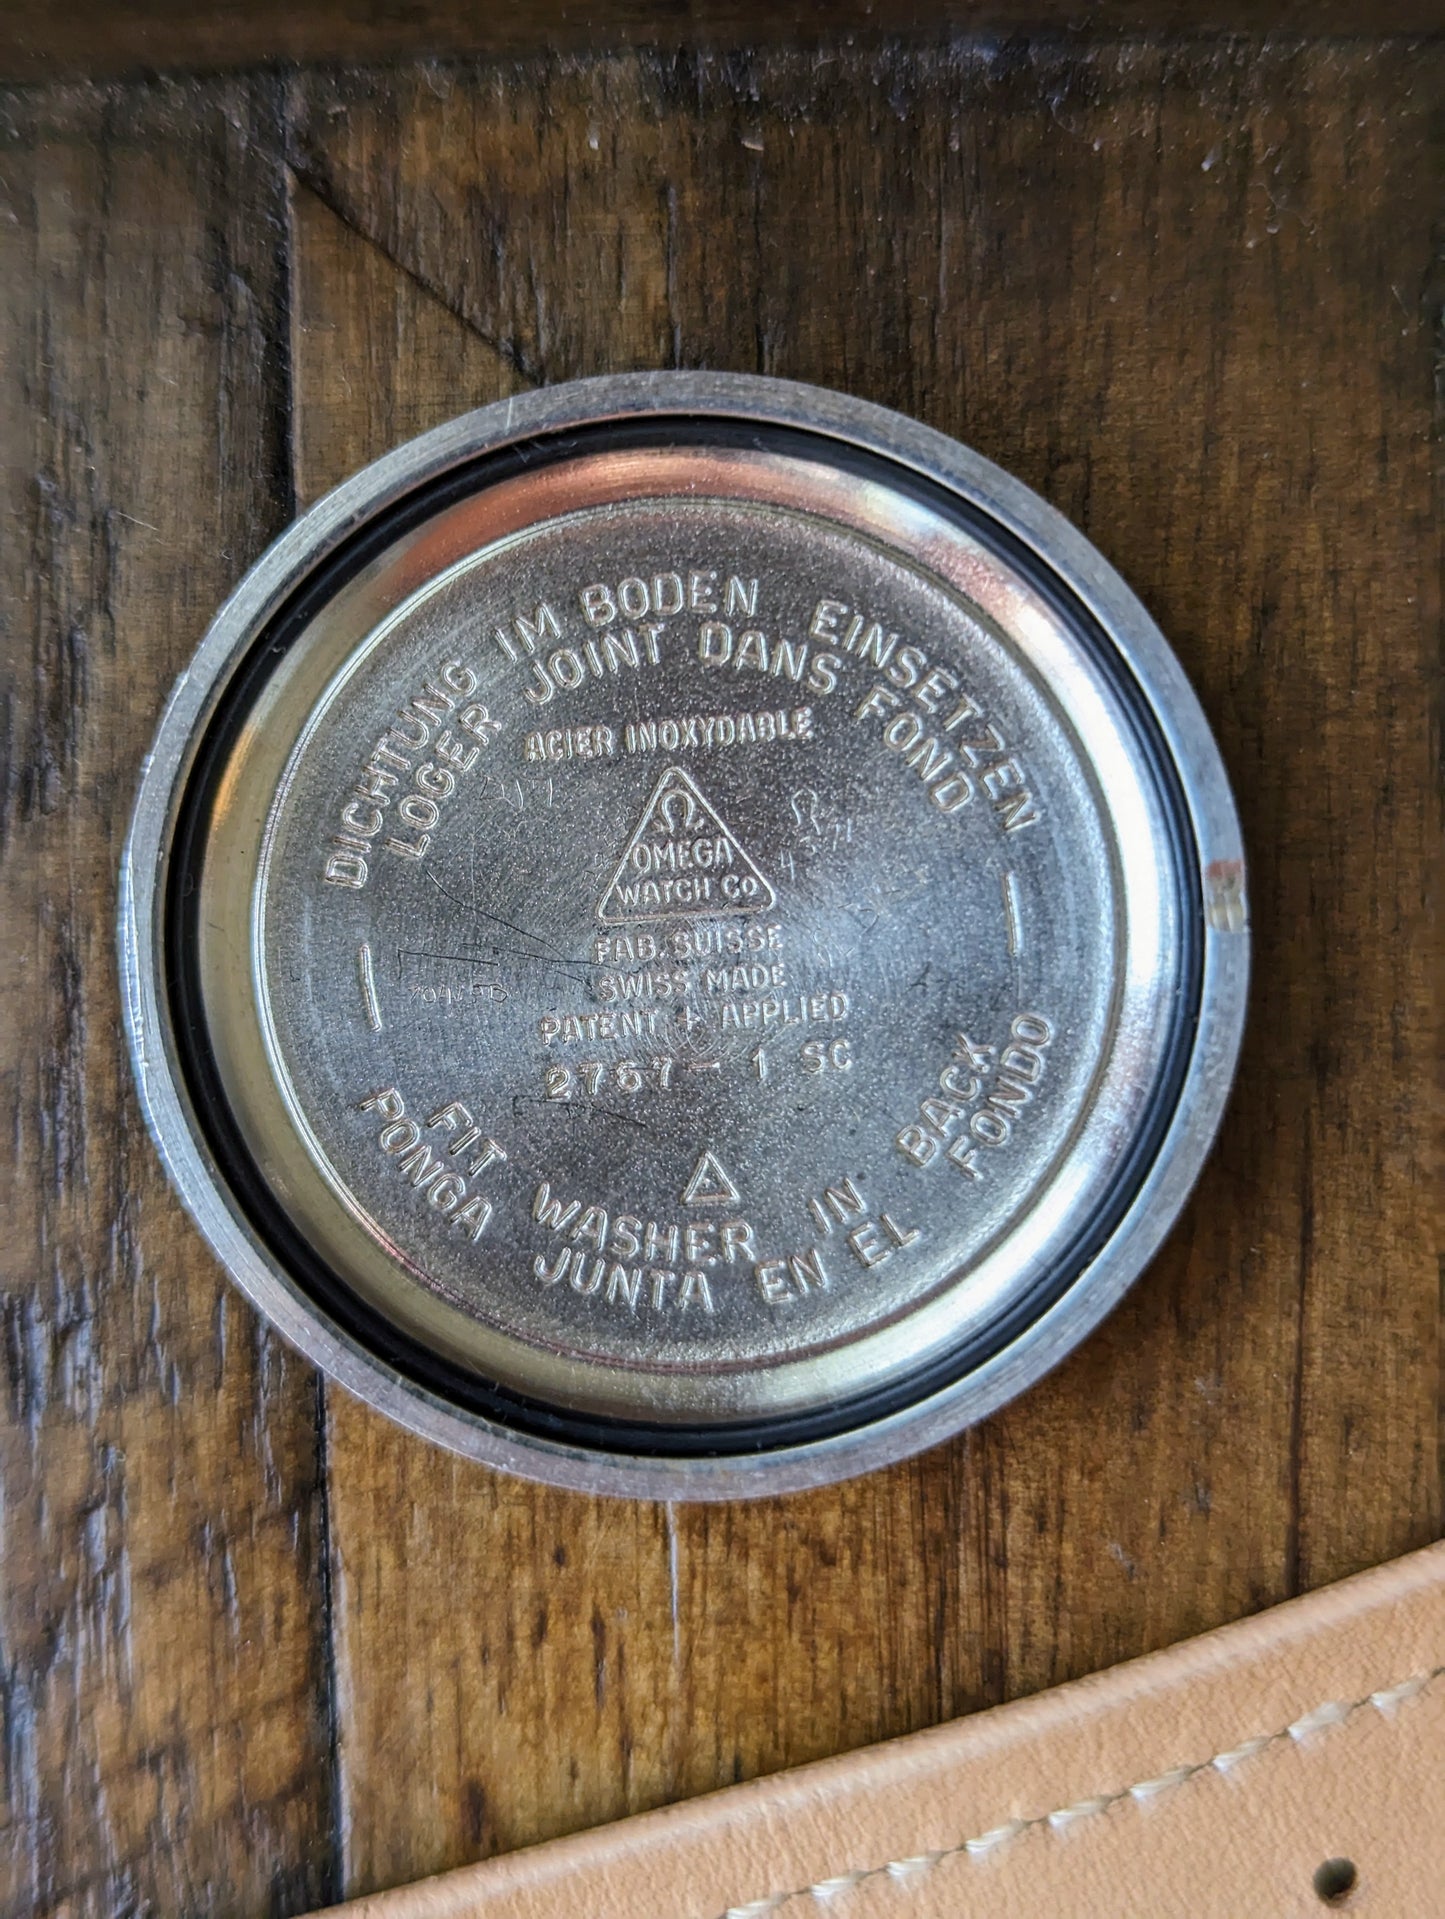 DICHTUNG IM BODEN EINSETZEN
LOGER JOINT DANS FOND
ACIER INOXYDABLE
Ω
OMEGA
WATCH CO
FAB. SUISSE
SWISS MADE
PATENT + APPLIED
2767 - 1 SC
FIT WASHER IN BACK
PONGA JUNTA EN EL FONDO